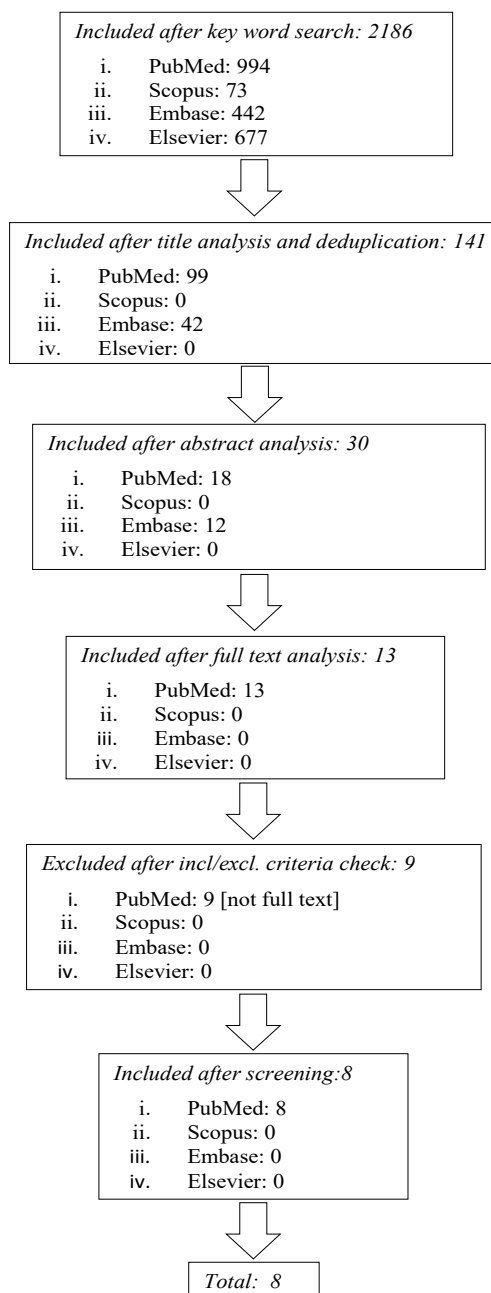 Included after key word search: 2186
i. PubMed: 994
ii. Scopus: 73
iii. Embase: 442
iv. Elsevier: 677
Included after title analysis and deduplication: 141
i. PubMed: 99
ii. Scopus: 0
iii. Embase: 42
iv. Elsevier: 0
Included after abstract analysis: 30
i. PubMed: 18
ii. Scopus: 0
iii. Embase: 12
iv. Elsevier: 0
Included after full text analysis: 13
i. PubMed: 13
ii. Scopus: 0
iii. Embase: 0
iv. Elsevier: 0
Excluded after incl/excl. criteria check: 9
i. PubMed: 9 [not full text]
ii. Scopus: 0
iii. Embase: 0
iv. Elsevier: 0
Included after screening:8
i. PubMed: 8
ii. Scopus: 0
iii. Embase: 0
iv. Elsevier: 0
Total: 8